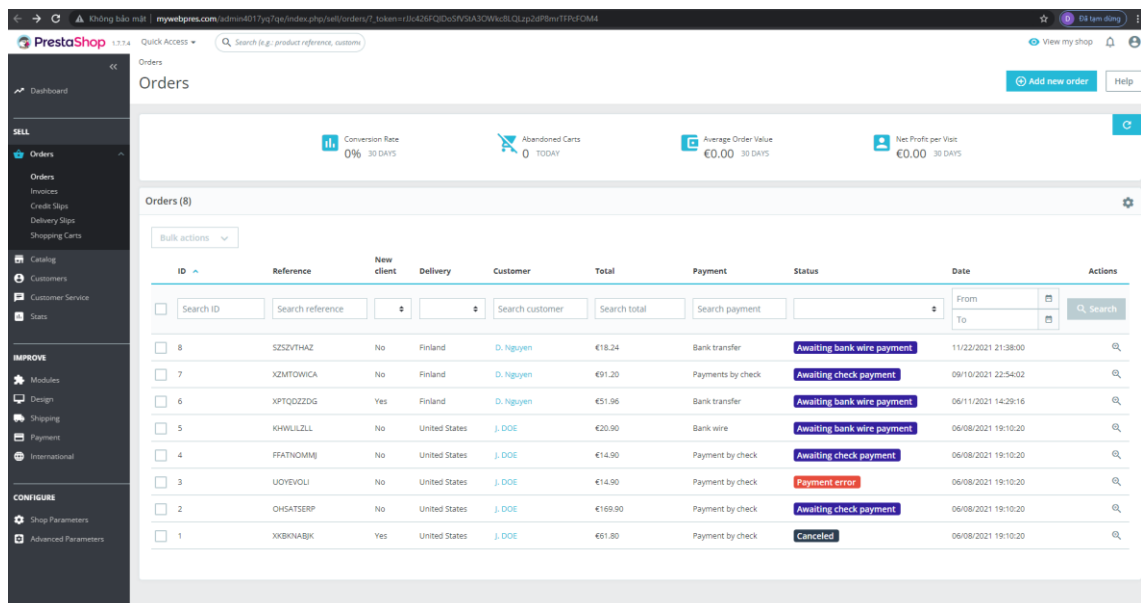 Không bảo mật | mywebpres.com/admin4017yq7qe/index.php/sell/orders/?_token=rJJc426FQIDoSfVStA3OWkc8LQLzp2dP8mrTFPcFOM4
D Đã tạm dừng
PrestaShop 1.7.7.4 Quick Access Search (e.g.: product reference, custome View my shop
Orders
Orders
Add new order Help
Dashboard
SELL
Orders
Orders
Invoices
Credit Slips
Delivery Slips
Shopping Carts
Catalog
Customers
Customer Service
Stats
IMPROVE
Modules
Design
Shipping
Payment
International
CONFIGURE
Shop Parameters
Advanced Parameters
Conversion Rate
0% 30 DAYS
Abandoned Carts
0 TODAY
Average Order Value
€0.00 30 DAYS
Net Profit per Visit
€0.00 30 DAYS
Orders (8)
Bulk actions
ID Reference New client Delivery Customer Total Payment Status Date Actions
Search ID Search reference Search customer Search total Search payment From To Search
8 SZSZVTHAZ No Finland D. Nguyen €18.24 Bank transfer Awaiting bank wire payment 11/22/2021 21:38:00
7 XZMTOWICA No Finland D. Nguyen €91.20 Payments by check Awaiting check payment 09/10/2021 22:54:02
6 XPTQDZZDG Yes Finland D. Nguyen €51.96 Bank transfer Awaiting bank wire payment 06/11/2021 14:29:16
5 KHWLILZLL No United States J. DOE €20.90 Bank wire Awaiting bank wire payment 06/08/2021 19:10:20
4 FFATNOMMJ No United States J. DOE €14.90 Payment by check Awaiting check payment 06/08/2021 19:10:20
3 UOYEVOLI No United States J. DOE €14.90 Payment by check Payment error 06/08/2021 19:10:20
2 OHSATSERP No United States J. DOE €169.90 Payment by check Awaiting check payment 06/08/2021 19:10:20
1 XKBKNABJK Yes United States J. DOE €61.80 Payment by check Canceled 06/08/2021 19:10:20